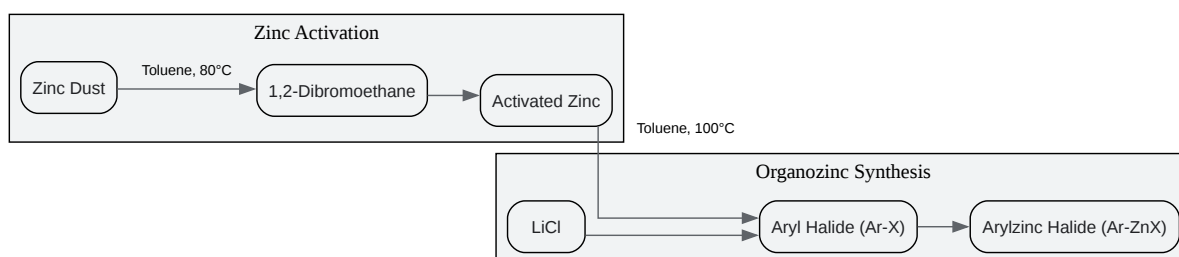 Zinc Activation
Zinc Dust
Toluene, 80°C
1,2-Dibromoethane
Activated Zinc
Toluene, 100°C
Organozinc Synthesis
LiCl
Aryl Halide (Ar-X)
Arylzinc Halide (Ar-ZnX)